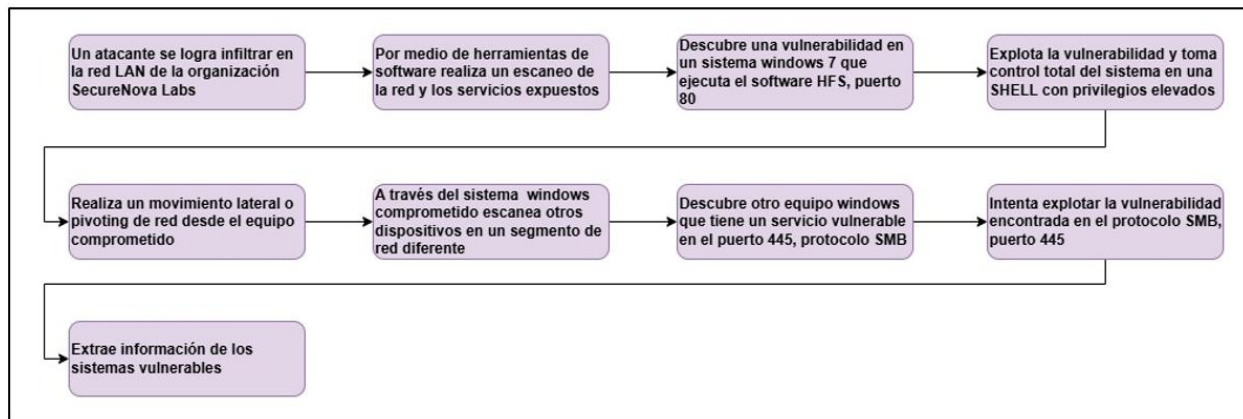 Un atacante se logra infiltrar en
la red LAN de la organización
SecureNova Labs
Por medio de herramientas de
software realiza un escaneo de
la red y los servicios expuestos
Descubre una vulnerabilidad en
un sistema windows 7 que
ejecuta el software HFS, puerto
80
Explota la vulnerabilidad y toma
control total del sistema en una
SHELL con privilegios elevados
Realiza un movimiento lateral o
pivoting de red desde el equipo
comprometido
A través del sistema windows
comprometido escanea otros
dispositivos en un segmento de
red diferente
Descubre otro equipo windows
que tiene un servicio vulnerable
en el puerto 445, protocolo SMB
Intenta explotar la vulnerabilidad
encontrada en el protocolo SMB,
puerto 445
Extrae información de los
sistemas vulnerables